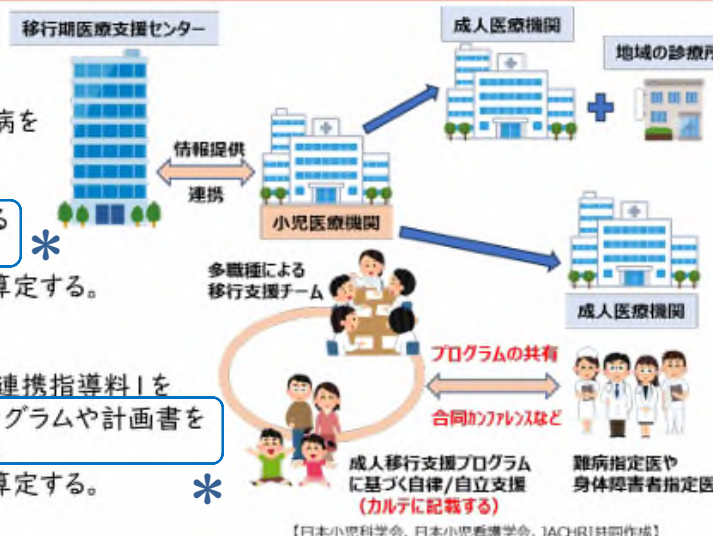 移行期医療支援センター
成人医療機関
地域の診療所
病を
情報提供
連携
小児医療機関
る
*
算定する。
多職種による
移行支援チーム
成人医療機関
連携指導料1を
グラムや計画書を
プログラムの共有
合同カンファレンスなど
算定する。
*
成人移行支援プログラム
に基づく自律/自立支援
(カルテに記載する)
難病指定医や
身体障害者指定医
【日本小児科学会、日本小児看護学会、JACHRI共同作成】